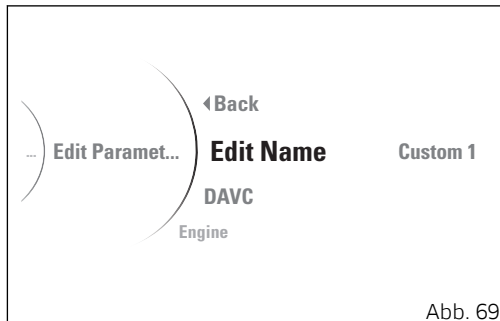 ◀Back
... Edit Paramet... Edit Name Custom 1
DAVC
Engine
Abb. 69